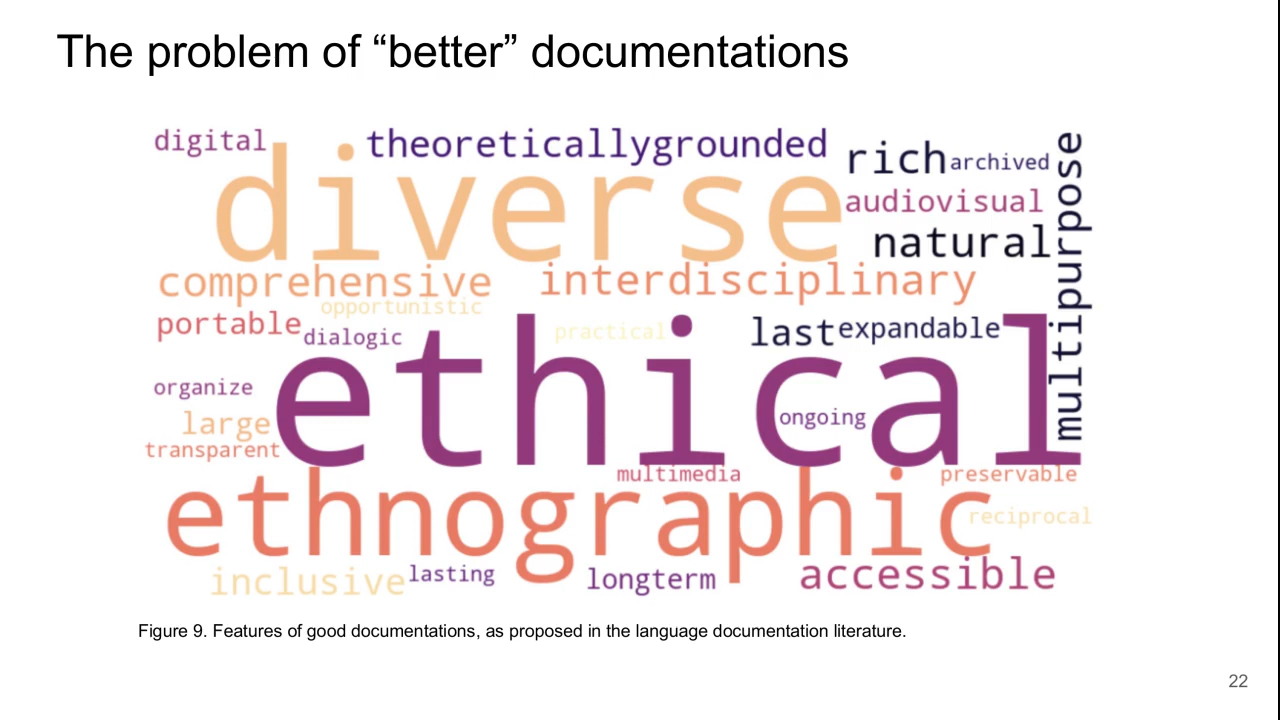 The problem of “better” documentations
digital
theoreticallygrounded
rich
archived
multipurpose
diverse
audiovisual
natural
comprehensive
interdisciplinary
opportunistic
portable
dialogic
practical
last
expandable
ethical
organize
large
ongoing
transparent
multimedia
preservable
ethnographic
reciprocal
inclusive
lasting
longterm
accessible
Figure 9. Features of good documentations, as proposed in the language documentation literature.
22